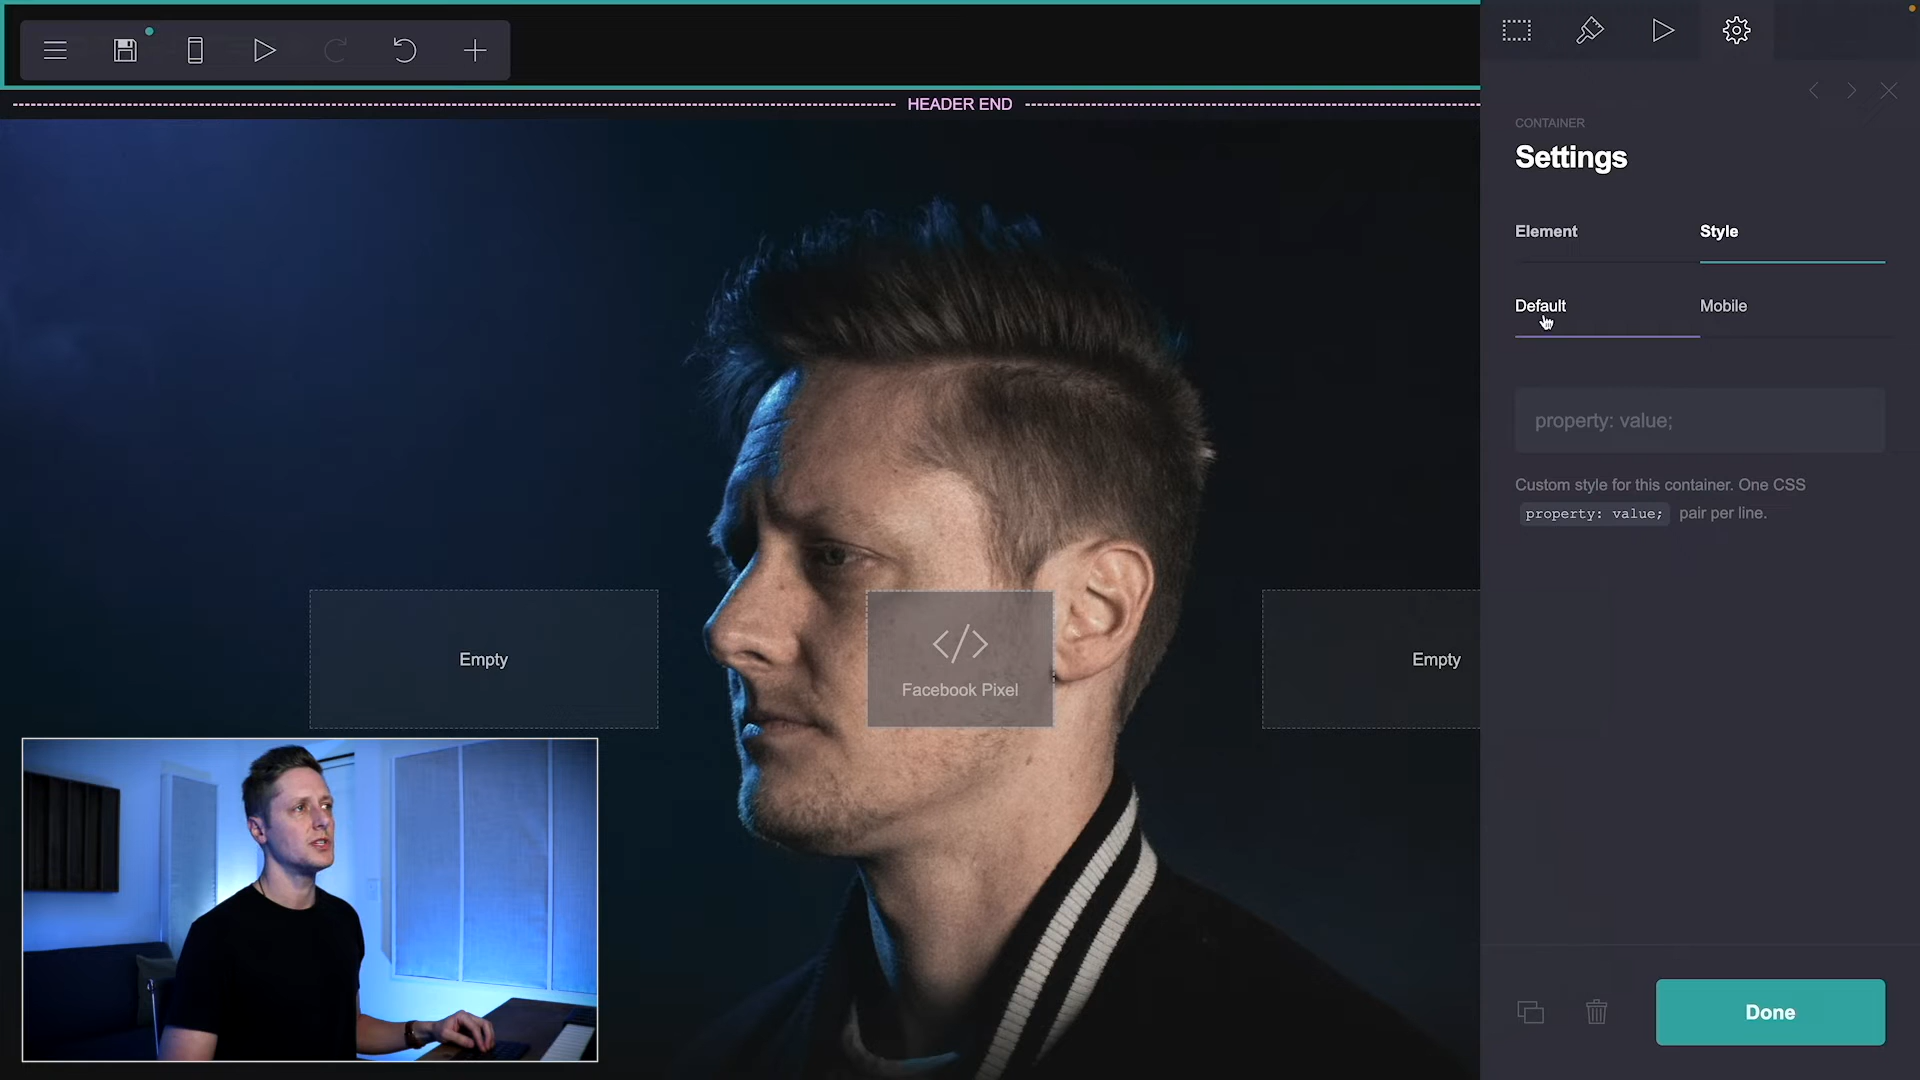 HEADER END
CONTAINER
Settings
Element Style
Default Mobile
property: value;
Custom style for this container. One CSS
property: value; pair per line.
Empty
Facebook Pixel
Empty
Done